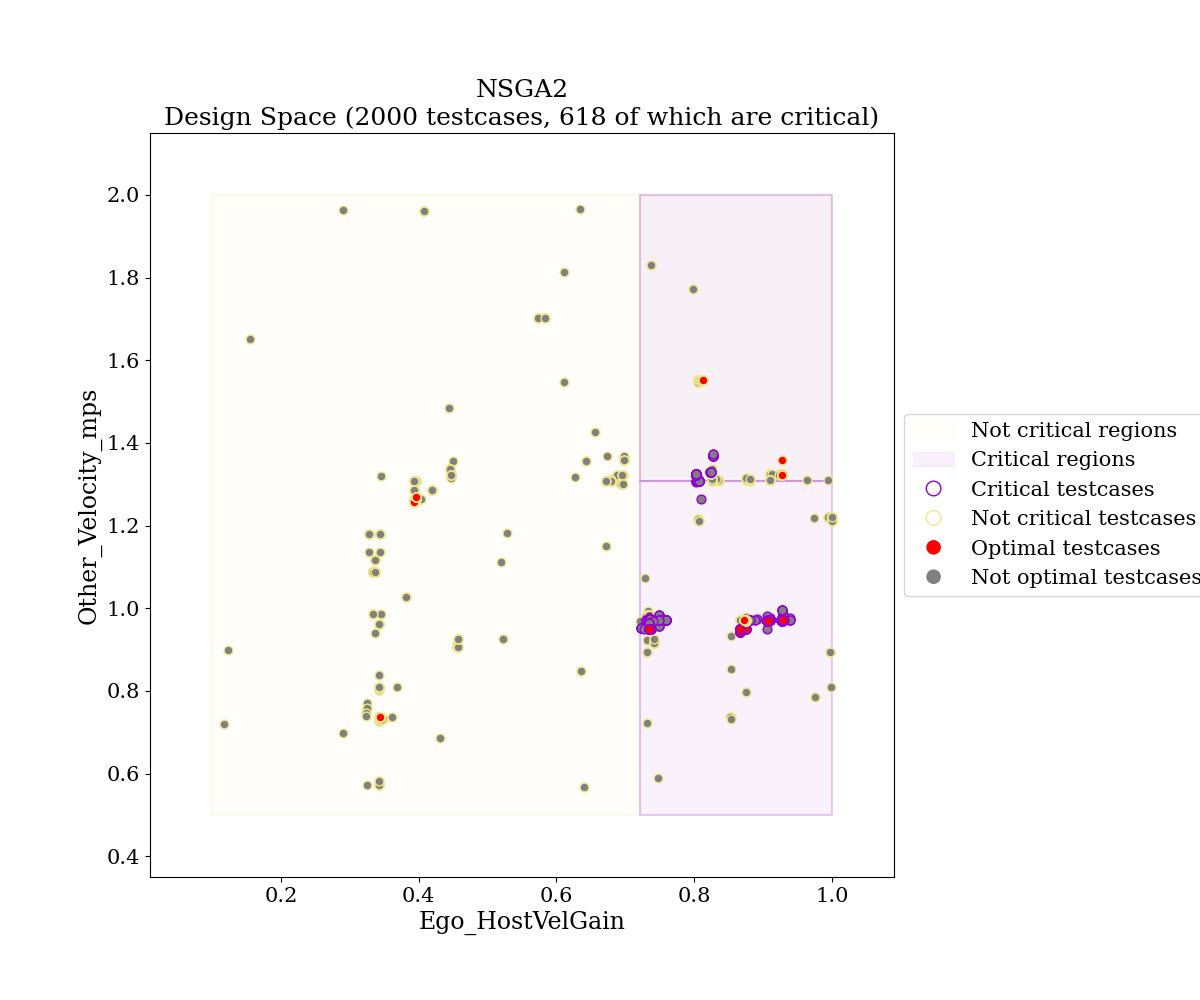 NSGA2
Design Space (2000 testcases, 618 of which are critical)
Other_Velocity_mps
2.0
1.8
1.6
1.4
1.2
1.0
0.8
0.6
0.4
0.2
0.4
0.6
0.8
1.0
Ego_HostVelGain
Not critical regions
Critical regions
Critical testcases
Not critical testcases
Optimal testcases
Not optimal testcases